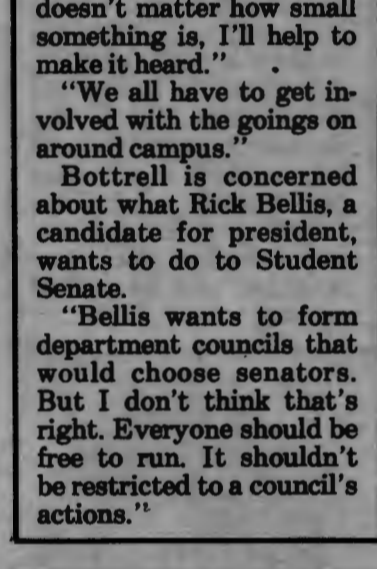 doesn't matter how small
something is, I'll help to
make it heard."
"We all have to get in-
volved with the goings on
around campus."
Bottrell is concerned
about what Rick Bellis, a
candidate for president,
wants to do to Student
Senate.
"Bellis wants to form
department councils that
would choose senators.
But I don't think that's
right. Everyone should be
free to run. It shouldn't
be restricted to a council's
actions."